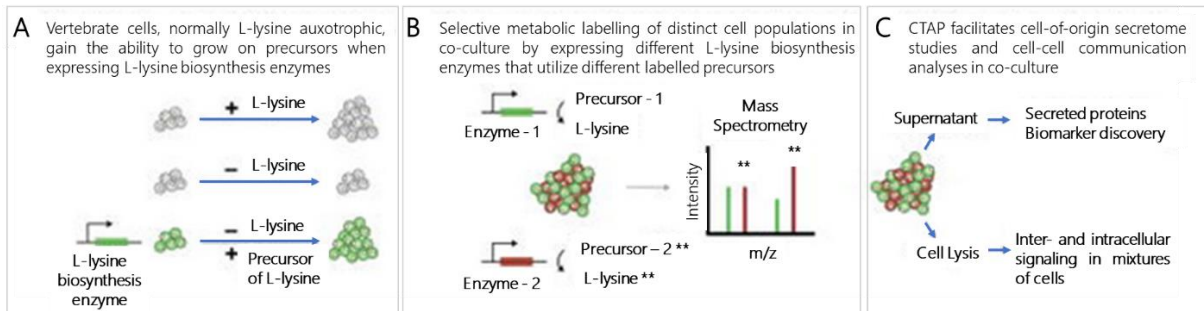 A
Vertebrate cells, normally L-lysine auxotrophic,
gain the ability to grow on precursors when
expressing L-lysine biosynthesis enzymes
+ L-lysine
− L-lysine
− L-lysine
+ Precursor
of L-lysine
L-lysine
biosynthesis
enzyme
B
Selective metabolic labelling of distinct cell populations in
co-culture by expressing different L-lysine biosynthesis
enzymes that utilize different labelled precursors
Precursor - 1
Enzyme - 1
L-lysine
Mass
Spectrometry
** **
Intensity
m/z
Precursor – 2 **
Enzyme - 2
L-lysine **
C
CTAP facilitates cell-of-origin secretome
studies and cell-cell communication
analyses in co-culture
Supernatant
Secreted proteins
Biomarker discovery
Cell Lysis
Inter- and intracellular
signaling in mixtures
of cells